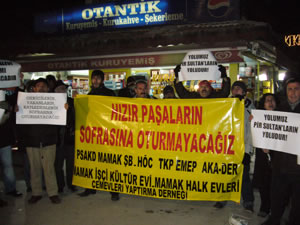 OTANTİK
Kuruyemiş - Kurukahve - Şekerleme
OTANTİK KURUYEMİŞ
YOLUMUZ
PİR SULTAN'LARIN
YOLUDUR!
HIZIR PAŞALARIN
SOFRASINA OTURMAYACAĞIZ
PSAKD MAMAK ŞB. HÖC TKP EMEP AKA-DER
MAMAK İŞÇİ KÜLTÜR EVİ. MAMAK HALK EVLERİ
CEMEVLERİ YAPTIRMA DERNEĞİ
YOLUMUZ
PİR SULTAN'LARIN
YOLUDUR!